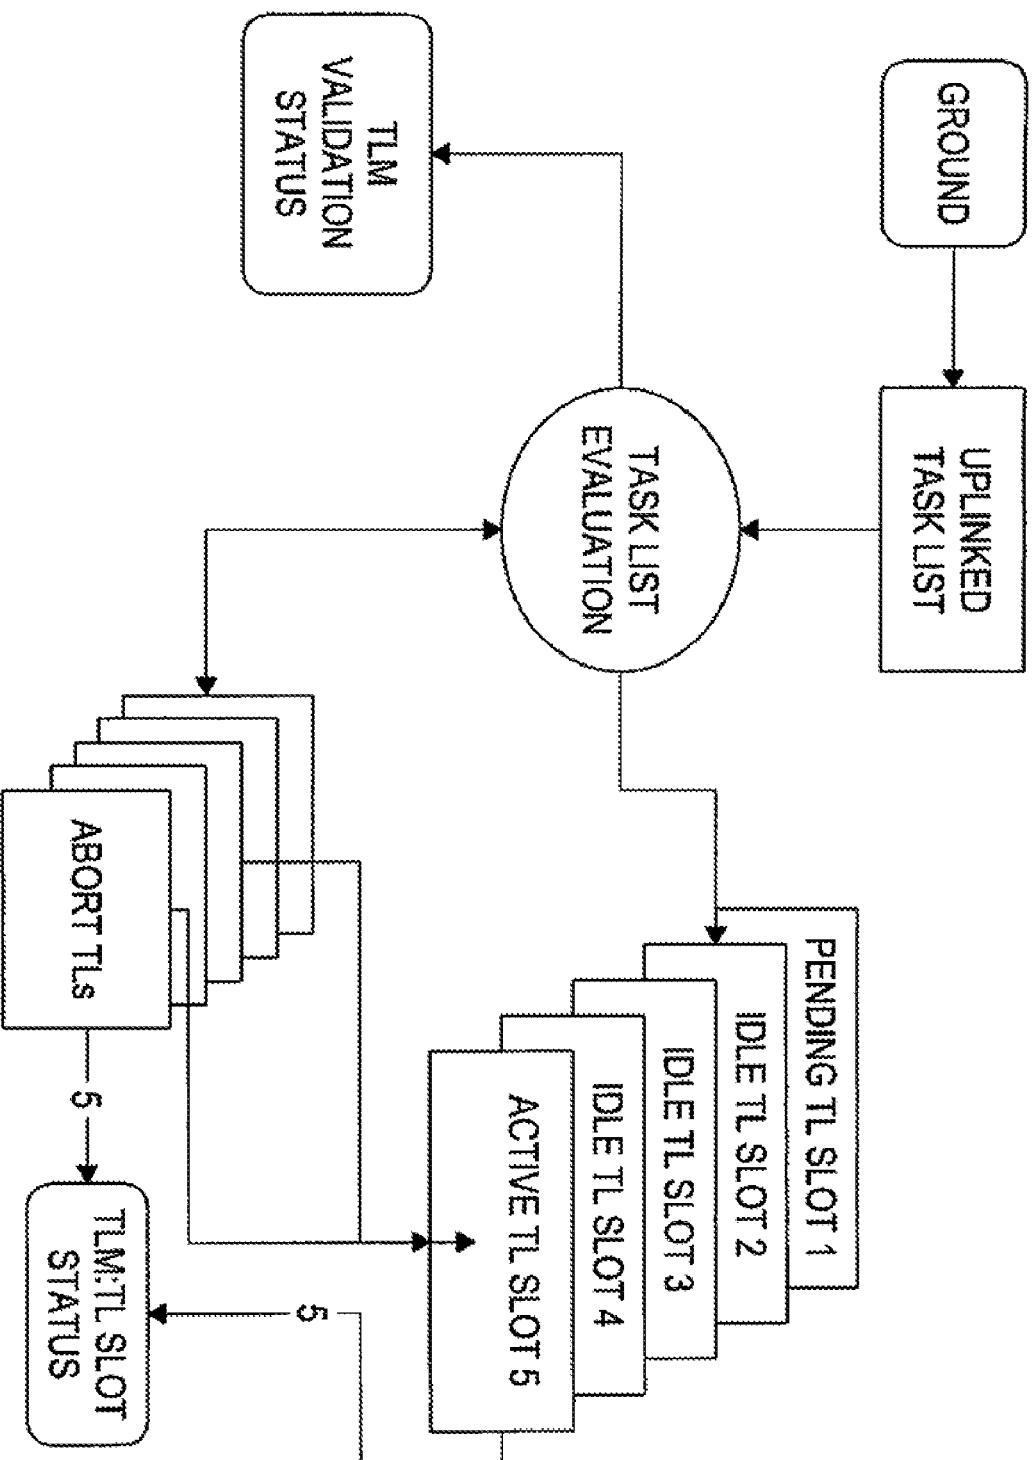 GROUND
UPLINKED
TASK LIST
TLM
VALIDATION
STATUS
TASK LIST
EVALUATION
PENDING TL SLOT 1
IDLE TL SLOT 2
IDLE TL SLOT 3
IDLE TL SLOT 4
ACTIVE TL SLOT 5
ABORT TLs
5
5
TLM:TL SLOT
STATUS